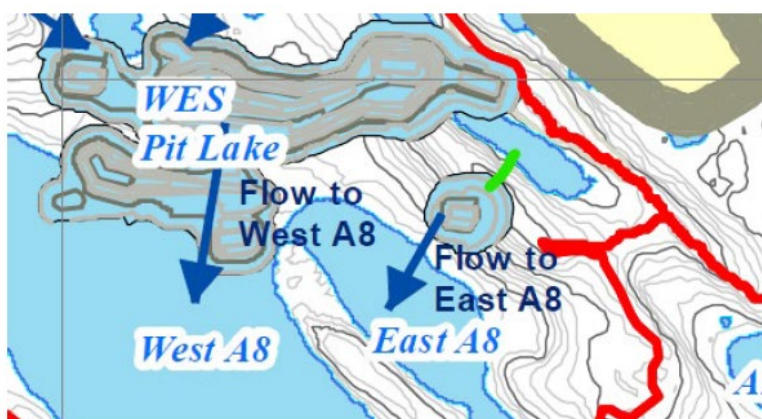 WES
Pit Lake
Flow to
West A8
Flow to
East A8
West A8
East A8
A